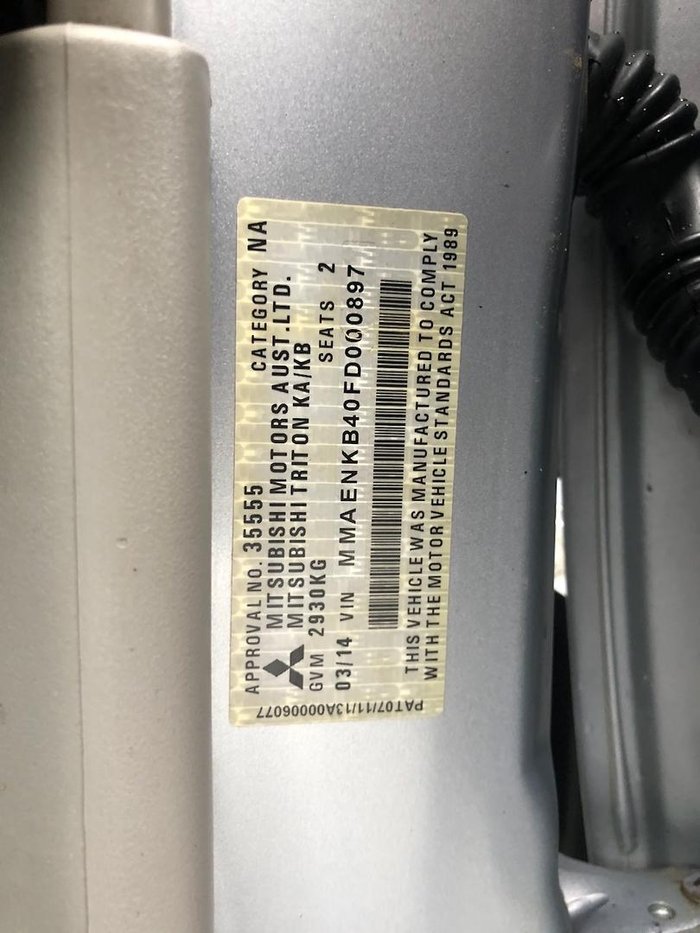 APPROVAL NO. 35555 CATEGORY NA
MITSUBISHI MOTORS AUST.LTD.
MITSUBISHI TRITON KA/KB
GVM 2930KG SEATS 2
03/14 VIN MMAENKB40FD000897
THIS VEHICLE WAS MANUFACTURED TO COMPLY
WITH THE MOTOR VEHICLE STANDARDS ACT 1989
PAT07/11/13A00006077